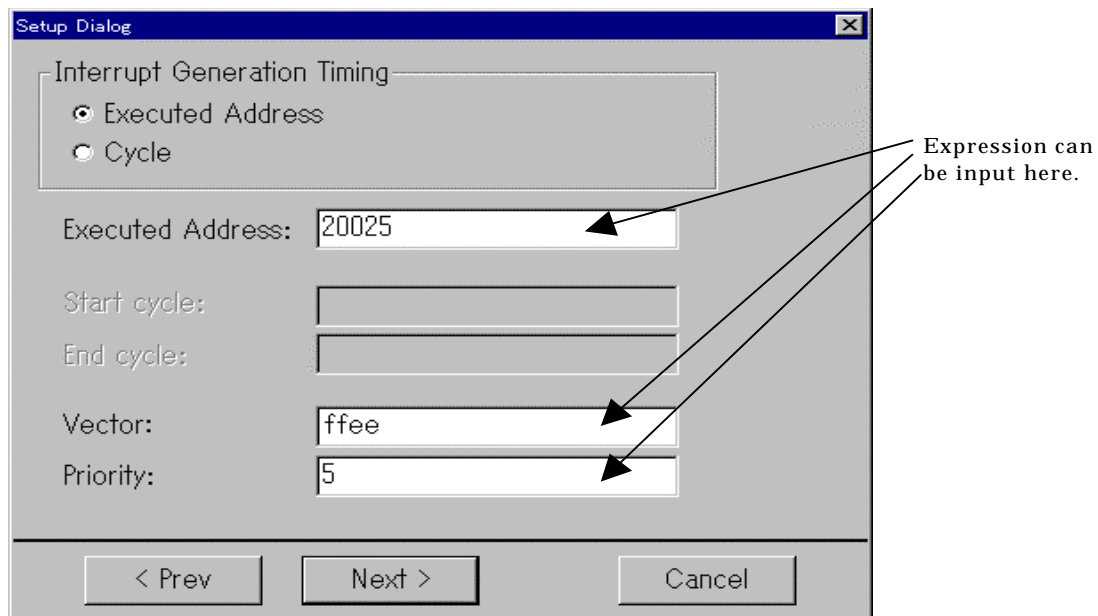 Setup Dialog
Interrupt Generation Timing
Executed Address
Cycle
Expression can
be input here.
Executed Address: 20025
Start cycle:
End cycle:
Vector: ffee
Priority: 5
< Prev Next > Cancel